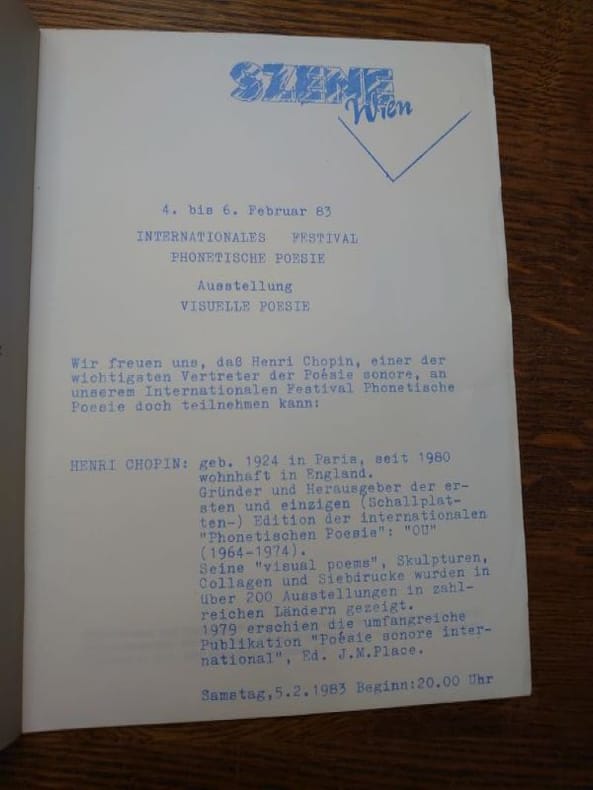 SZENE
Wien
4. bis 6. Februar 83
INTERNATIONALES FESTIVAL
PHONETISCHE POESIE
Ausstellung
VISUELLE POESIE
Wir freuen uns, daß Henri Chopin, einer der
wichtigsten Vertreter der Poésie sonore, an
unserem Internationalen Festival Phonetische
Poesie doch teilnehmen kann:
HENRI CHOPIN: geb. 1924 in Paris, seit 1980
wohnhaft in England.
Gründer und Herausgeber der er-
sten und einzigen (Schallplat-
ten-) Edition der internationalen
"Phonetischen Poesie": "OU"
(1964-1974).
Seine "visual poems", Skulpturen,
Collagen und Siebdrucke wurden in
über 200 Ausstellungen in zahl-
reichen Ländern gezeigt.
1979 erschien die umfangreiche
Publikation "Poésie sonore inter-
national", Ed. J.M.Place.
Samstag,5.2.1983 Beginn:20.00 Uhr